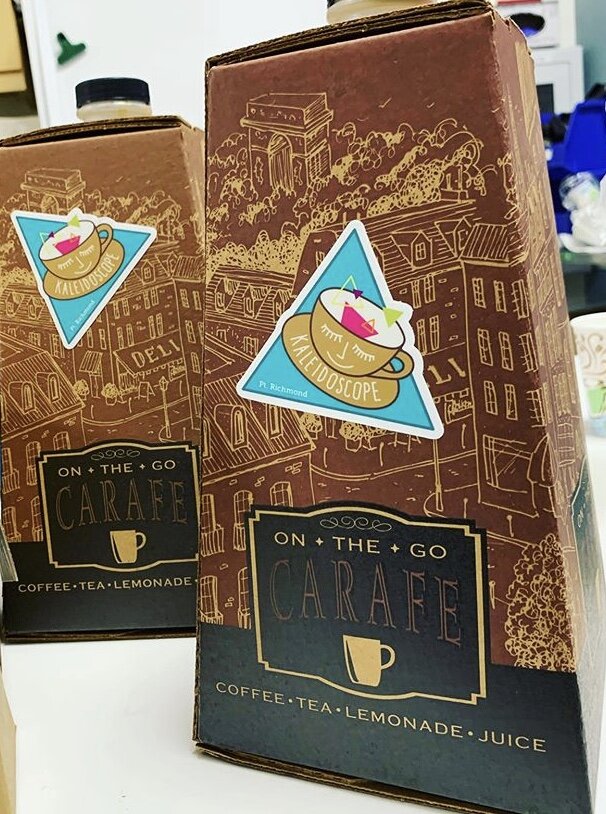 KALEIDOSCOPE
Pt. Richmond
DELI
ON • THE • GO
CARAFE
COFFEE • TEA • LEMONADE •
KALEIDOSCOPE
Pt. Richmond
ELI
ON • THE • GO
CARAFE
COFFEE • TEA • LEMONADE • JUICE